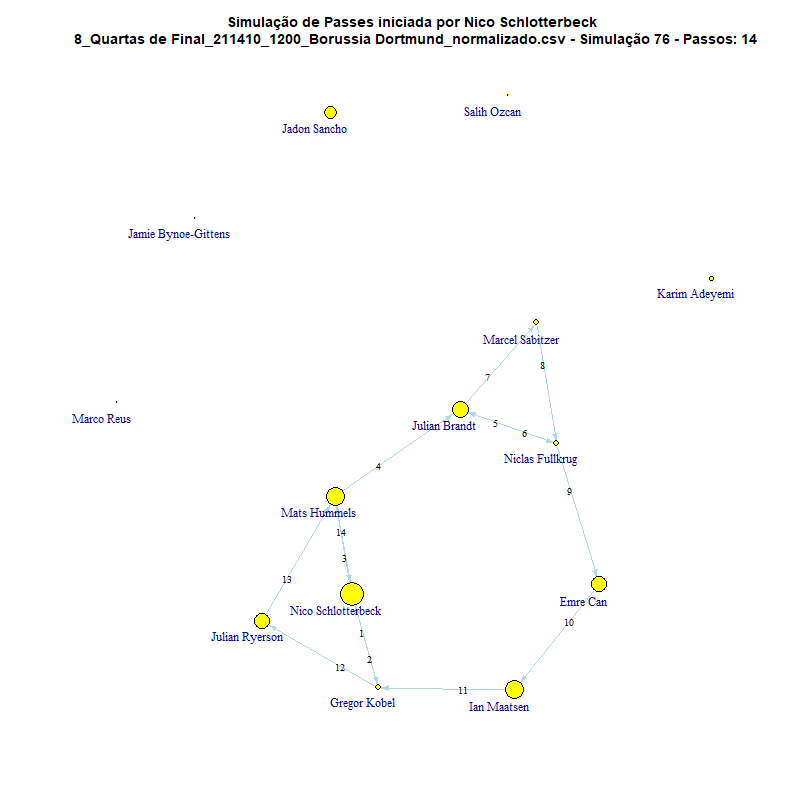 Simulação de Passes iniciada por Nico Schlotterbeck
8_Quartas de Final_211410_1200_Borussia Dortmund_normalizado.csv - Simulação 76 - Passos: 14
Salih Ozcan
Jadon Sancho
Jamie Bynoe-Gittens
Karim Adeyemi
Marcel Sabitzer
8
7
Marco Reus
5
Julian Brandt
6
Niclas Fullkrug
4
9
Mats Hummels
14
3
13
Emre Can
Nico Schlotterbeck
10
1
Julian Ryerson
2
12
11
Gregor Kobel
Ian Maatsen